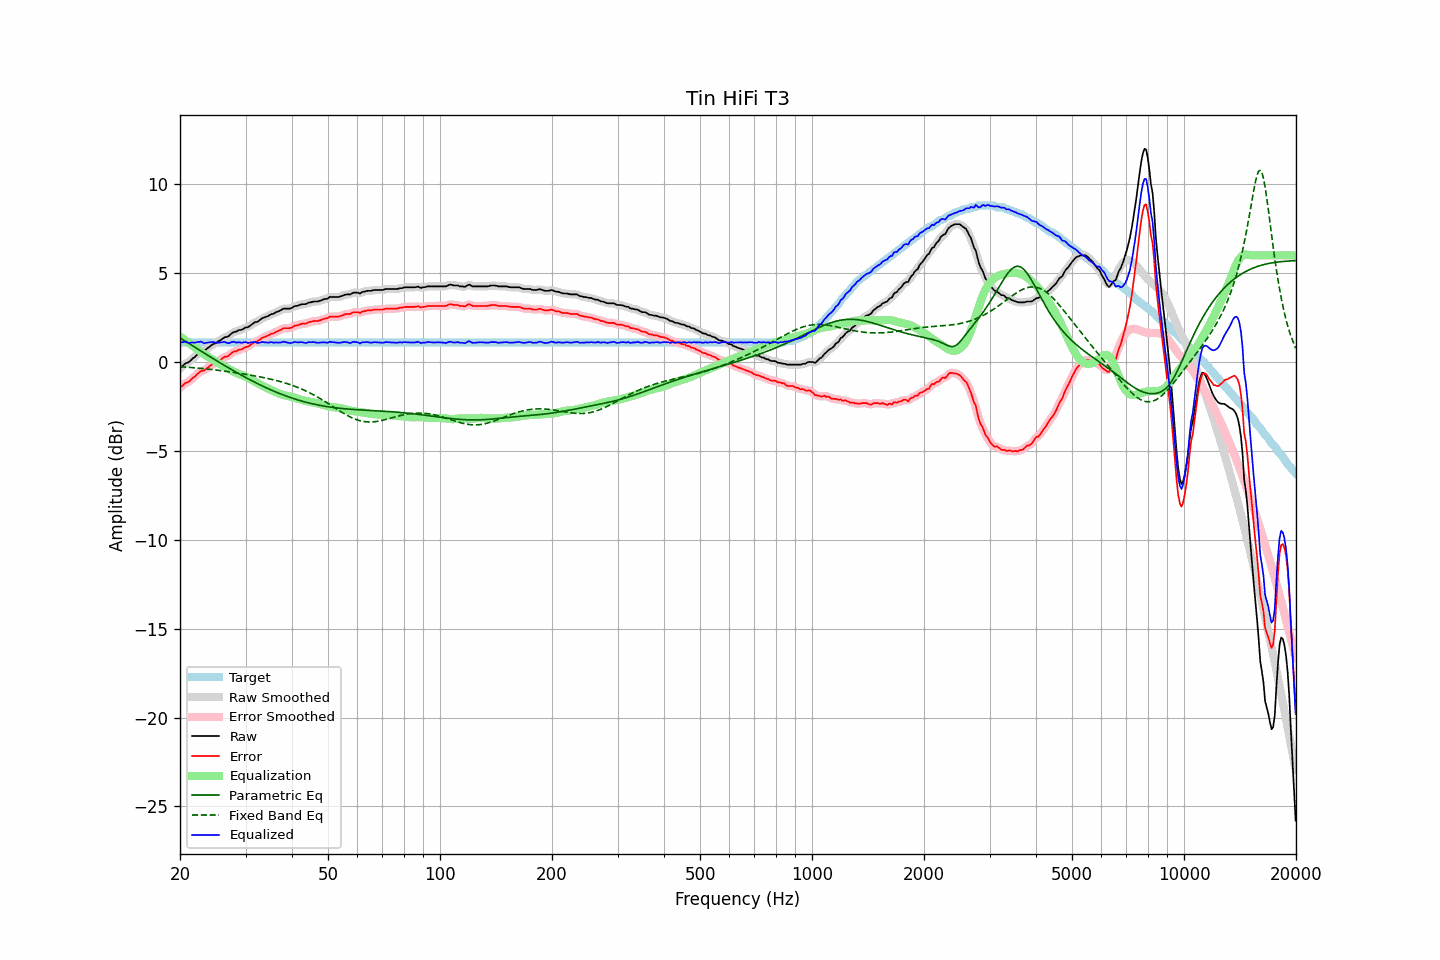 Tin HiFi T3
10
5
0
−5
−10
−15
−20
−25
Amplitude (dBr)
Target
Raw Smoothed
Error Smoothed
Raw
Error
Equalization
Parametric Eq
Fixed Band Eq
Equalized
20 50 100 200 500 1000 2000 5000 10000 20000
Frequency (Hz)